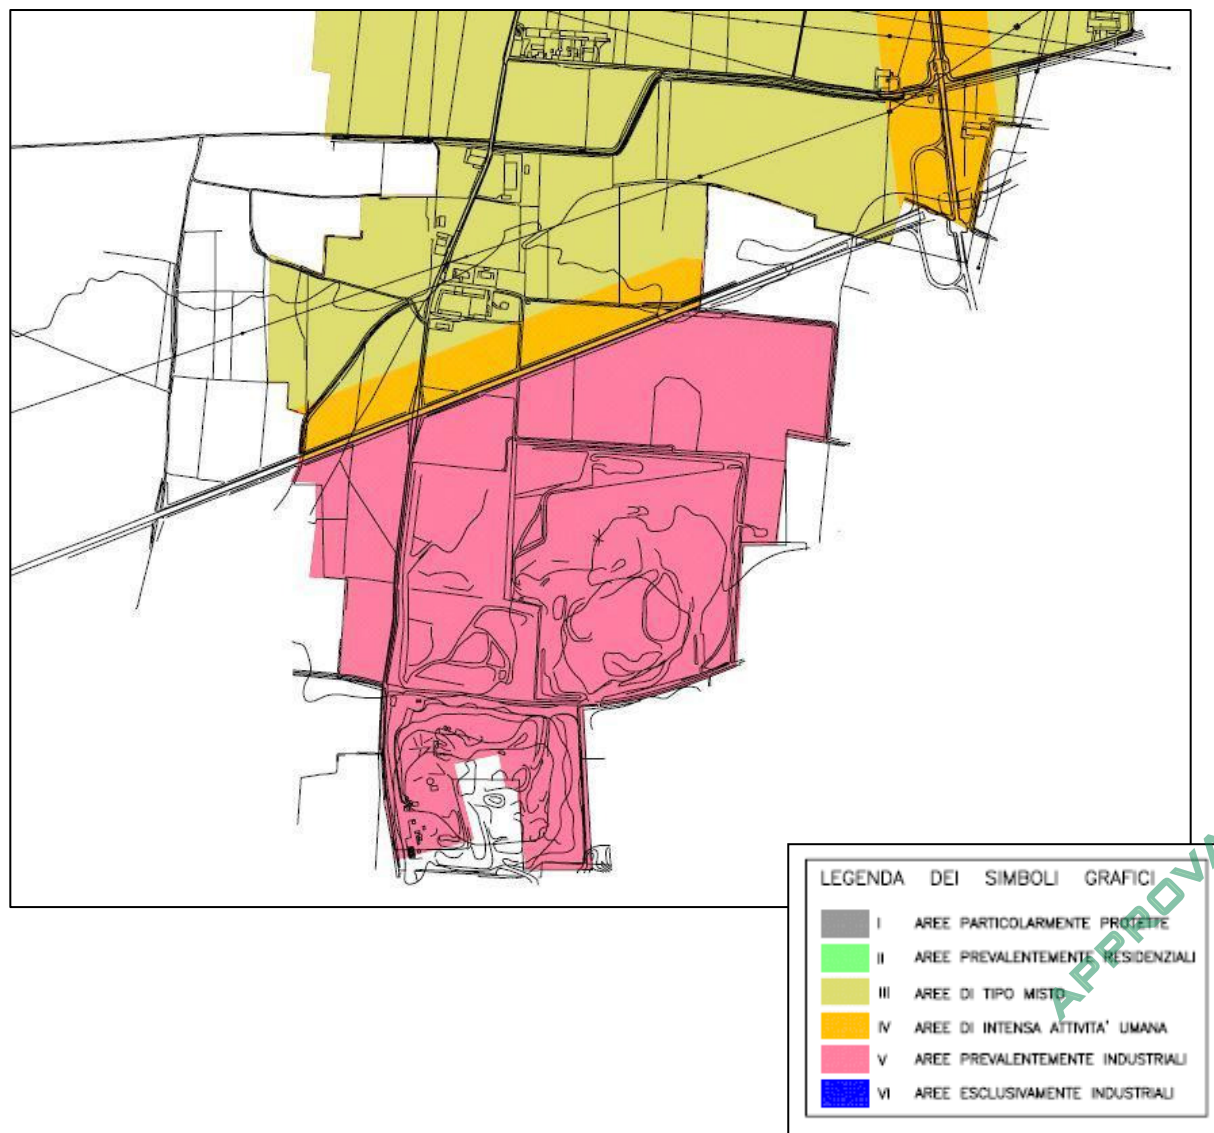 LEGENDA DEI SIMBOLI GRAFICI
I AREE PARTICOLARMENTE PROTETTE
II AREE PREVALENTEMENTE RESIDENZIALI
III AREE DI TIPO MISTO
IV AREE DI INTENSA ATTIVITA' UMANA
V AREE PREVALENTEMENTE INDUSTRIALI
VI AREE ESCLUSIVAMENTE INDUSTRIALI
APPROVA